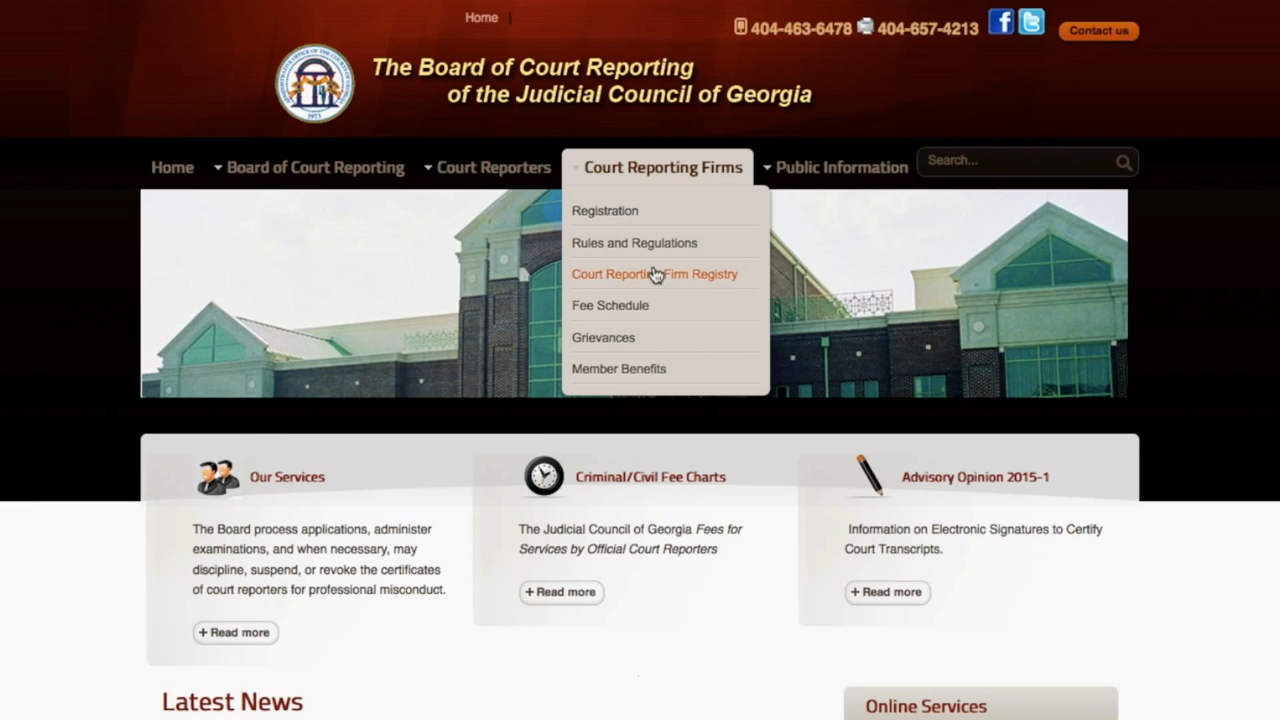 Home
404-463-6478 404-657-4213
Contact us
The Board of Court Reporting
of the Judicial Council of Georgia
Home Board of Court Reporting Court Reporters Court Reporting Firms Public Information Search...
Registration
Rules and Regulations
Court Reporting Firm Registry
Fee Schedule
Grievances
Member Benefits
Our Services
The Board process applications, administer
examinations, and when necessary, may
discipline, suspend, or revoke the certificates
of court reporters for professional misconduct.
+ Read more
Criminal/Civil Fee Charts
The Judicial Council of Georgia Fees for
Services by Official Court Reporters
+ Read more
Advisory Opinion 2015-1
Information on Electronic Signatures to Certify
Court Transcripts.
+ Read more
Latest News
Online Services